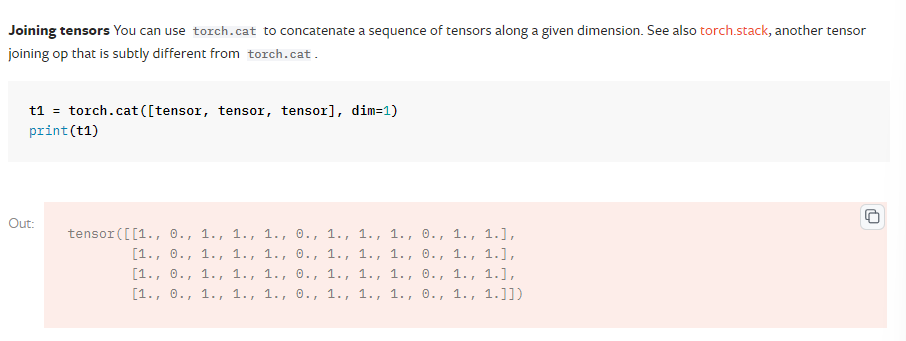 Joining tensors You can use torch.cat to concatenate a sequence of tensors along a given dimension. See also torch.stack, another tensor
joining op that is subtly different from torch.cat.
t1 = torch.cat([tensor, tensor, tensor], dim=1)
print(t1)
Out:
tensor([[1., 0., 1., 1., 1., 0., 1., 1., 1., 0., 1., 1.],
[1., 0., 1., 1., 1., 0., 1., 1., 1., 0., 1., 1.],
[1., 0., 1., 1., 1., 0., 1., 1., 1., 0., 1., 1.],
[1., 0., 1., 1., 1., 0., 1., 1., 1., 0., 1., 1.]])